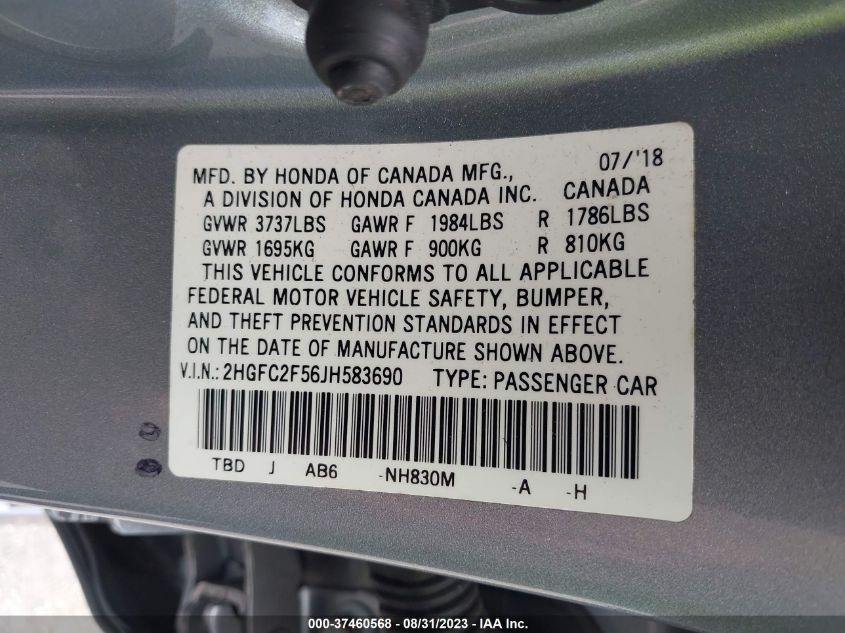 MFD. BY HONDA OF CANADA MFG., 07/'18
A DIVISION OF HONDA CANADA INC. CANADA
GVWR 3737LBS GAWR F 1984LBS R 1786LBS
GVWR 1695KG GAWR F 900KG R 810KG
THIS VEHICLE CONFORMS TO ALL APPLICABLE
FEDERAL MOTOR VEHICLE SAFETY, BUMPER,
AND THEFT PREVENTION STANDARDS IN EFFECT
ON THE DATE OF MANUFACTURE SHOWN ABOVE.
V.I.N.: 2HGFC2F56JH583690 TYPE: PASSENGER CAR
TBD J AB6 -NH830M -A -H
000-37460568 - 08/31/2023 - IAA Inc.